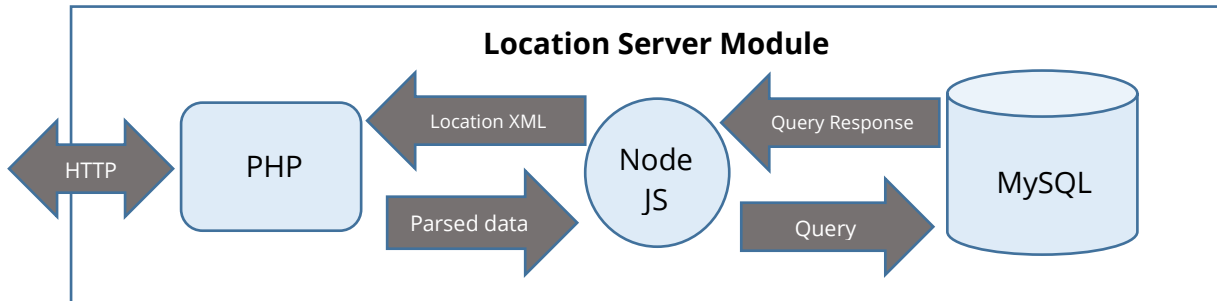 Location Server Module
Location XML
Query Response
HTTP
PHP
Node
JS
MySQL
Parsed data
Query